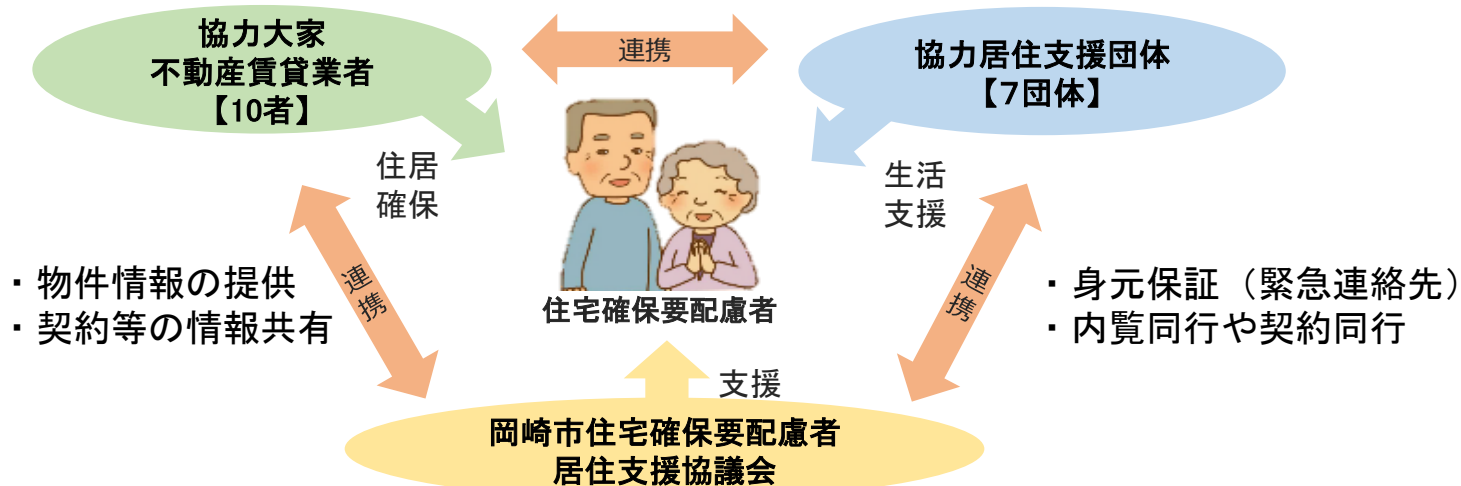 協力大家
不動産賃貸業者
【10者】
連携
協力居住支援団体
【7団体】
住居
確保
生活
支援
・物件情報の提供
・契約等の情報共有
連携
住宅確保要配慮者
連携
・身元保証（緊急連絡先）
・内覧同行や契約同行
支援
岡崎市住宅確保要配慮者
居住支援協議会